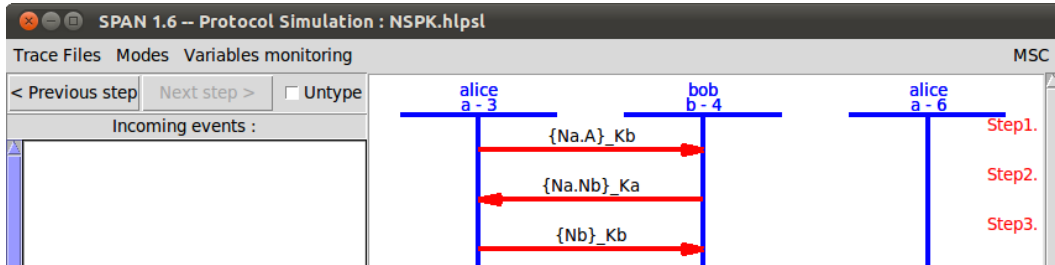 SPAN 1.6 -- Protocol Simulation : NSPK.hlpsl
Trace Files Modes Variables monitoring MSC
< Previous step Next step > Untype
Incoming events :
alice bob alice
a - 3 b - 4 a - 6
Step1.
{Na.A}_Kb
Step2.
{Na.Nb}_Ka
Step3.
{Nb}_Kb